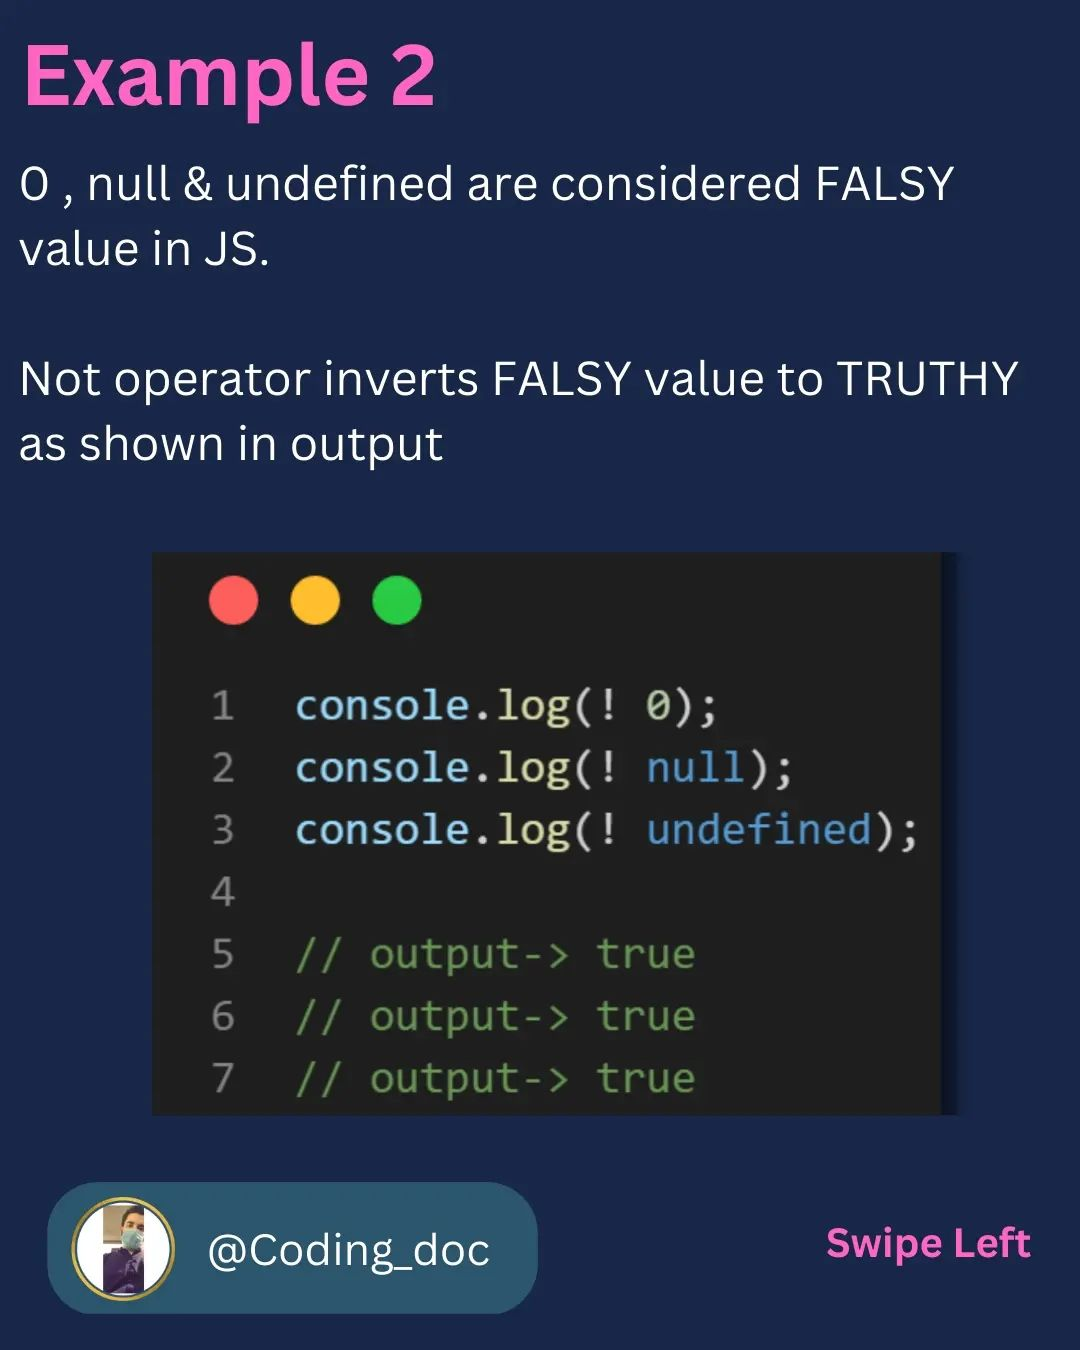 Example 2
0 , null & undefined are considered FALSY
value in JS.
Not operator inverts FALSY value to TRUTHY
as shown in output
1 console.log(! 0);
2 console.log(! null);
3 console.log(! undefined);
4
5 // output-> true
6 // output-> true
7 // output-> true
@Coding_doc
Swipe Left